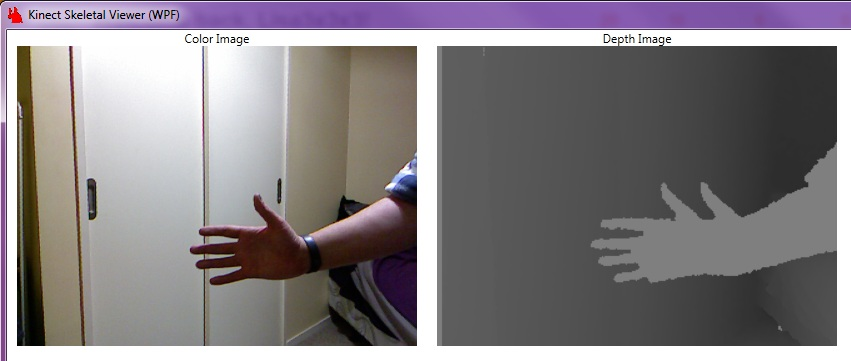 Kinect Skeletal Viewer (WPF)
Color Image
Depth Image